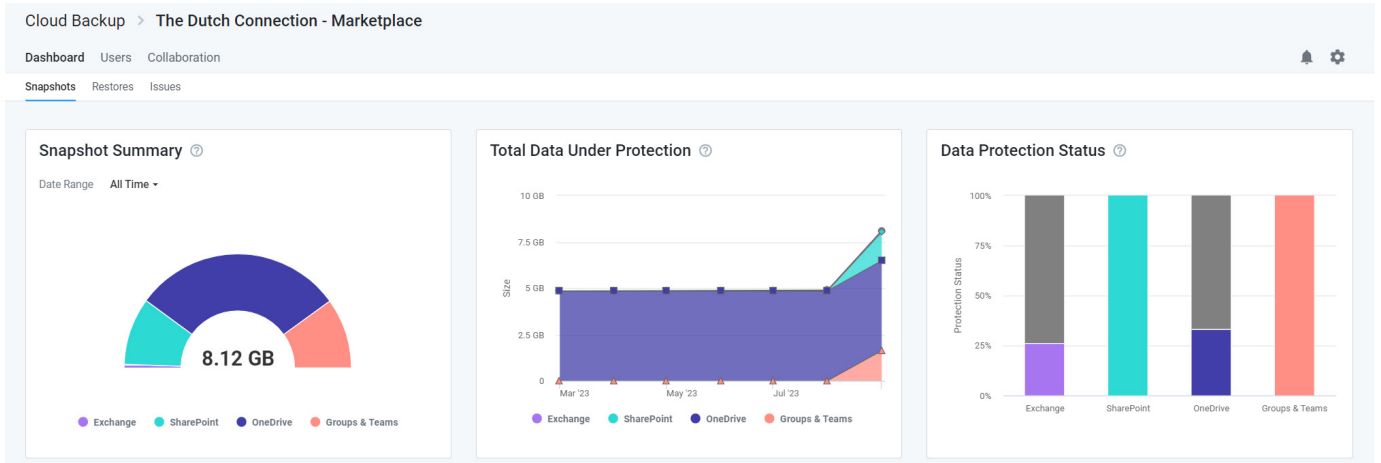 Cloud Backup > The Dutch Connection - Marketplace
Dashboard Users Collaboration
Snapshots Restores Issues
Snapshot Summary ?
Date Range All Time
8.12 GB
Exchange SharePoint OneDrive Groups & Teams
Total Data Under Protection ?
Size
10 GB
7.5 GB
5 GB
2.5 GB
0
Mar '23 May '23 Jul '23
Exchange SharePoint OneDrive Groups & Teams
Data Protection Status ?
Protection Status
100%
75%
50%
25%
0%
Exchange SharePoint OneDrive Groups & Teams